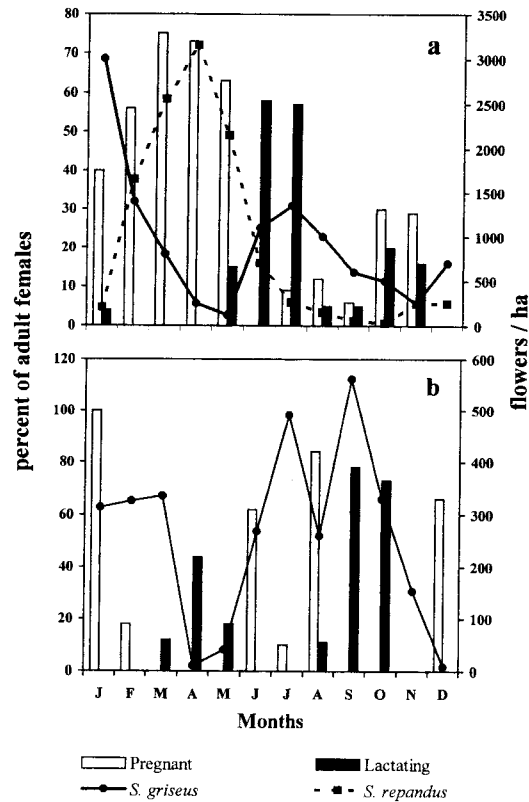 80 3500
a
70 3000
60 2500
50 2000
40
30 1500
20 1000
10 500
0 0
percent of adult females
flowers / ha
120 600
b
100 500
80 400
60 300
40 200
20 100
0 0
J F M A M J J A S O N D
Months
Pregnant Lactating
S. griseus S. repandus